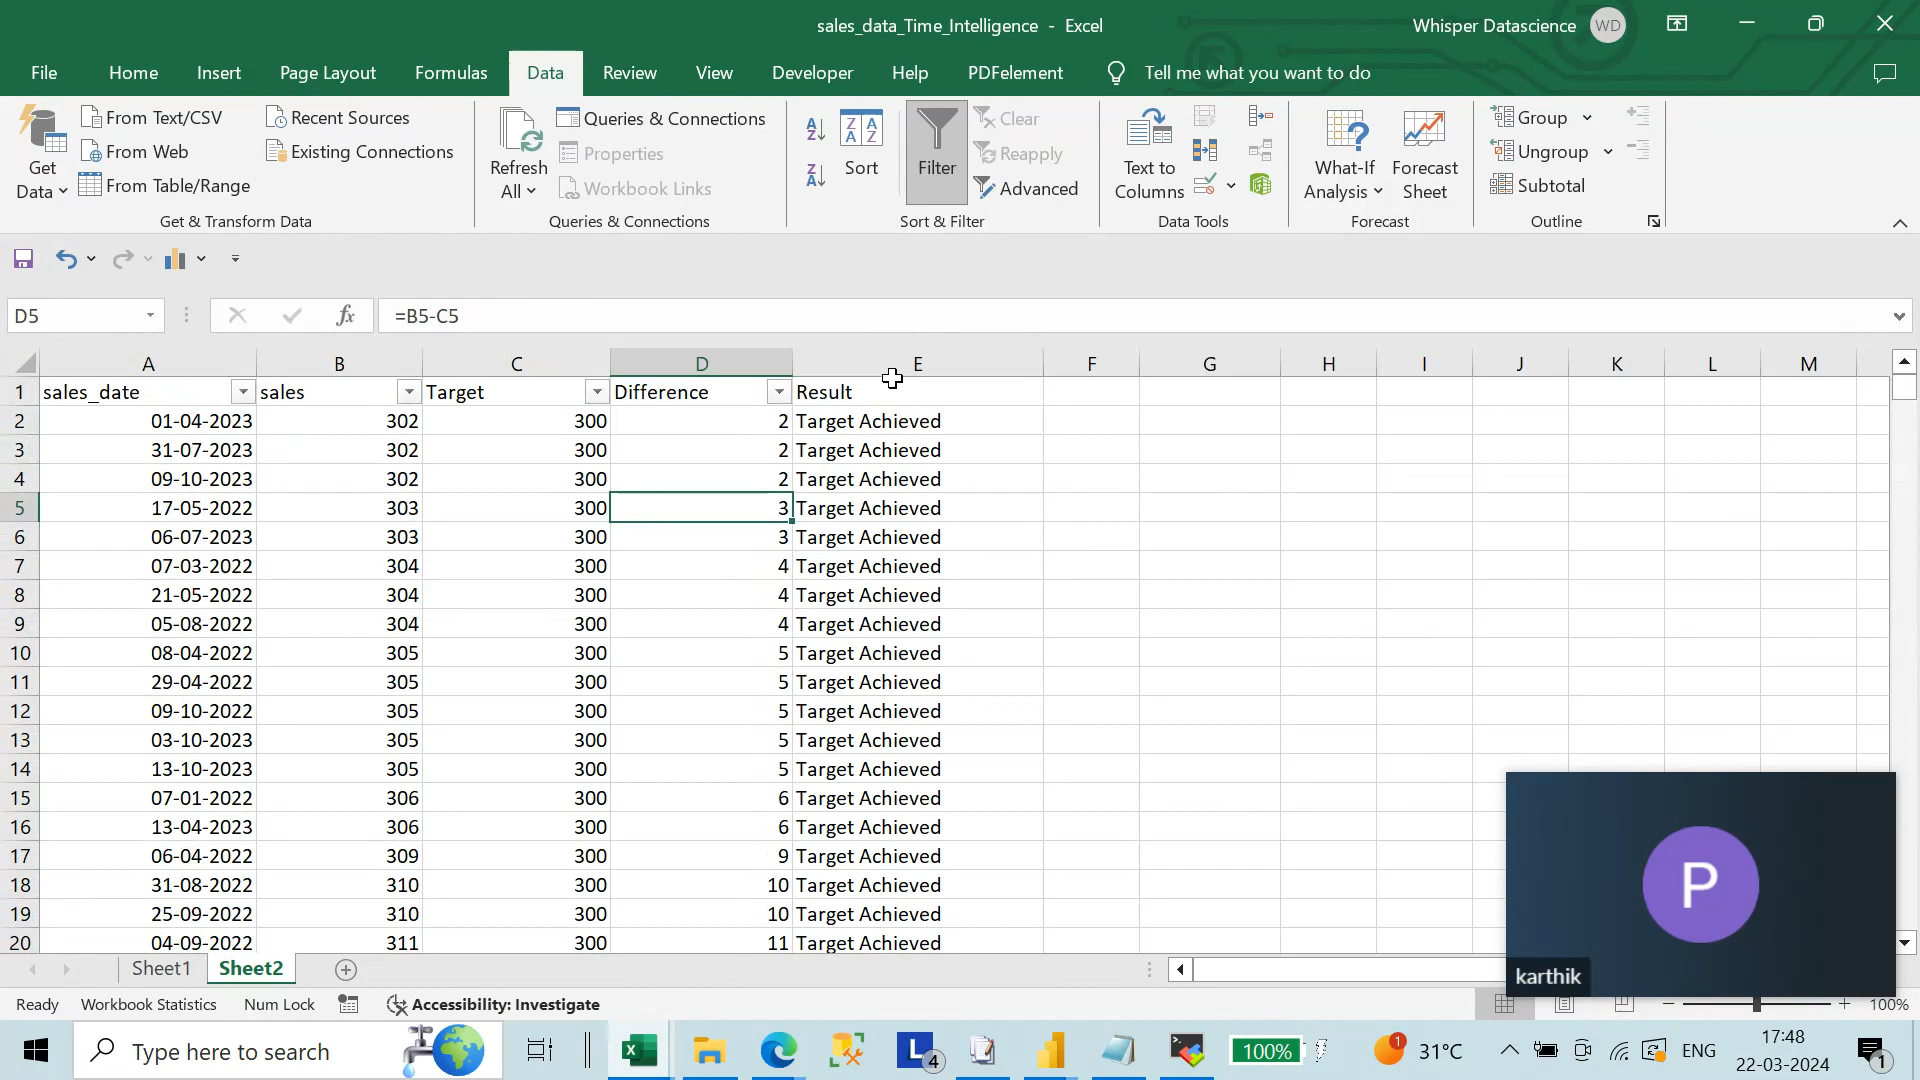 sales_data_Time_Intelligence - Excel
Whisper Datascience WD
File Home Insert Page Layout Formulas Data Review View Developer Help PDFelement Tell me what you want to do
Get Data
From Text/CSV
From Web
From Table/Range
Recent Sources
Existing Connections
Get & Transform Data
Refresh All
Queries & Connections
Properties
Workbook Links
Queries & Connections
Sort
Filter
Clear
Reapply
Advanced
Sort & Filter
Text to Columns
Data Tools
What-If Analysis
Forecast Sheet
Forecast
Group
Ungroup
Subtotal
Outline
D5 fx =B5-C5
A B C D E F G H I J K L M
1 sales_date sales Target Difference Result
2 01-04-2023 302 300 2 Target Achieved
3 31-07-2023 302 300 2 Target Achieved
4 09-10-2023 302 300 2 Target Achieved
5 17-05-2022 303 300 3 Target Achieved
6 06-07-2023 303 300 3 Target Achieved
7 07-03-2022 304 300 4 Target Achieved
8 21-05-2022 304 300 4 Target Achieved
9 05-08-2022 304 300 4 Target Achieved
10 08-04-2022 305 300 5 Target Achieved
11 29-04-2022 305 300 5 Target Achieved
12 09-10-2022 305 300 5 Target Achieved
13 03-10-2023 305 300 5 Target Achieved
14 13-10-2023 305 300 5 Target Achieved
15 07-01-2022 306 300 6 Target Achieved
16 13-04-2023 306 300 6 Target Achieved
17 06-04-2022 309 300 9 Target Achieved
18 31-08-2022 310 300 10 Target Achieved
19 25-09-2022 310 300 10 Target Achieved
20 04-09-2022 311 300 11 Target Achieved
P
karthik
Sheet1 Sheet2
Ready Workbook Statistics Num Lock Accessibility: Investigate 100%
Type here to search
L 4
100%
1
31°C
ENG
17:48
22-03-2024
1